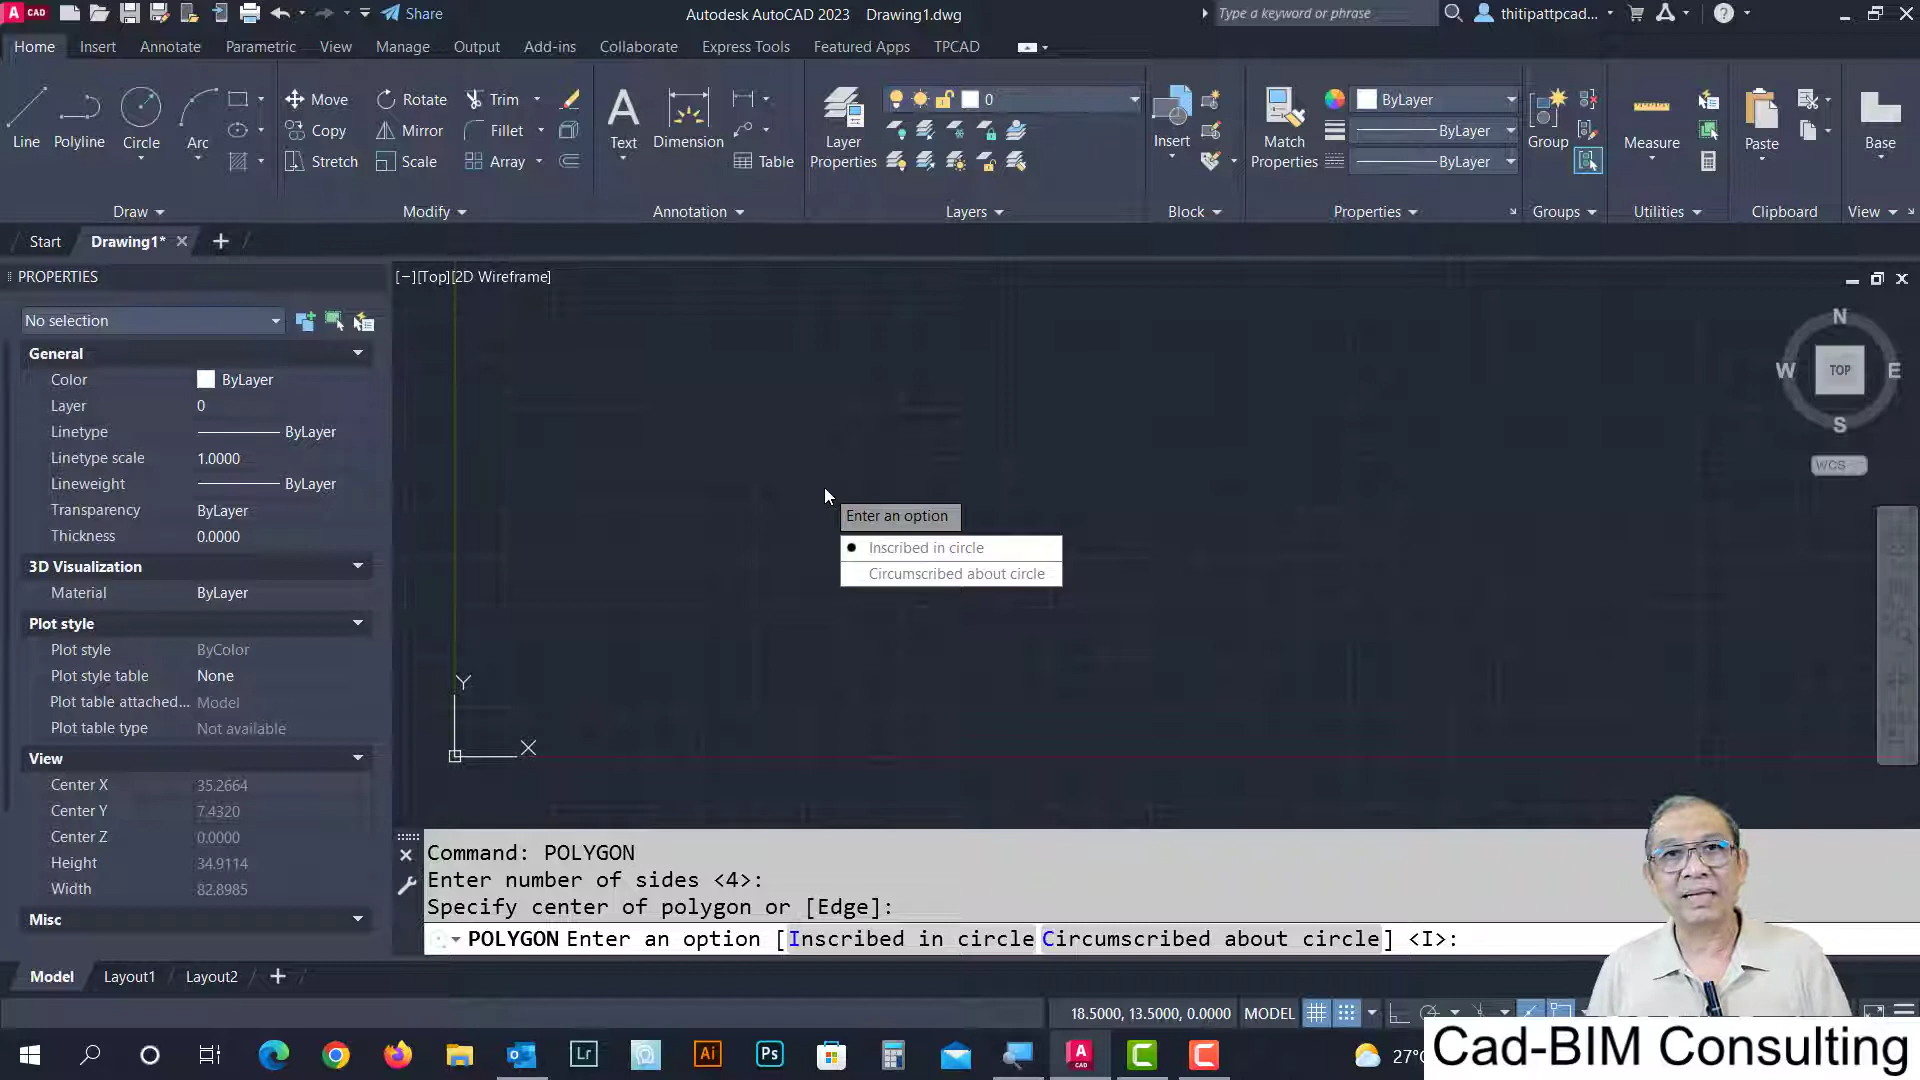 CAD
Share
Autodesk AutoCAD 2023 Drawing1.dwg
Type a keyword or phrase
thitipattpcad...
Home Insert Annotate Parametric View Manage Output Add-ins Collaborate Express Tools Featured Apps TPCAD
Line Polyline Circle Arc
Move Rotate Trim
Copy Mirror Fillet
Stretch Scale Array
Text Dimension Table
Layer Properties
0
Insert
Match Properties
ByLayer
ByLayer
ByLayer
Group
Measure
Paste
Base
Draw Modify Annotation Layers Block Properties Groups Utilities Clipboard View
Start Drawing1*
PROPERTIES
[−][Top][2D Wireframe]
No selection
General
Color ByLayer
Layer 0
Linetype ByLayer
Linetype scale 1.0000
Lineweight ByLayer
Transparency ByLayer
Thickness 0.0000
3D Visualization
Material ByLayer
Plot style
Plot style ByColor
Plot style table None
Plot table attached... Model
Plot table type Not available
View
Center X 35.2664
Center Y 7.4320
Center Z 0.0000
Height 34.9114
Width 82.8985
Misc
N
W TOP E
S
WCS
Enter an option
Inscribed in circle
Circumscribed about circle
Y
X
Command: POLYGON
Enter number of sides <4>:
Specify center of polygon or [Edge]:
POLYGON Enter an option [Inscribed in circle Circumscribed about circle] <I>:
Model Layout1 Layout2
18.5000, 13.5000, 0.0000 MODEL
Lr
Ai
Ps
A
CAD
27°
Cad-BIM Consulting